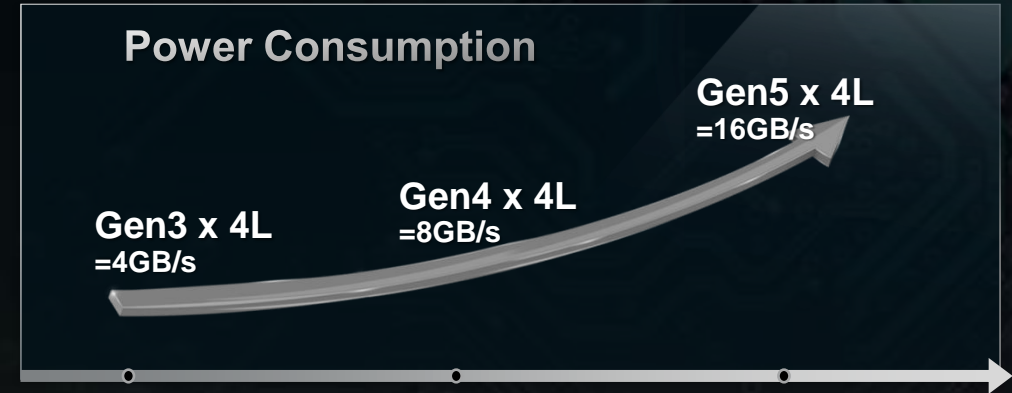 Power Consumption
Gen5 x 4L
=16GB/s
Gen4 x 4L
=8GB/s
Gen3 x 4L
=4GB/s